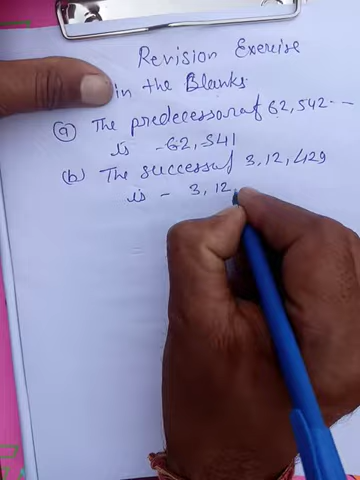 Revision Exercise
in the Blanks
(a) The predecessor of 62,542 --
is - 62,541
(b) The success of 3,12,429
is - 3,12,